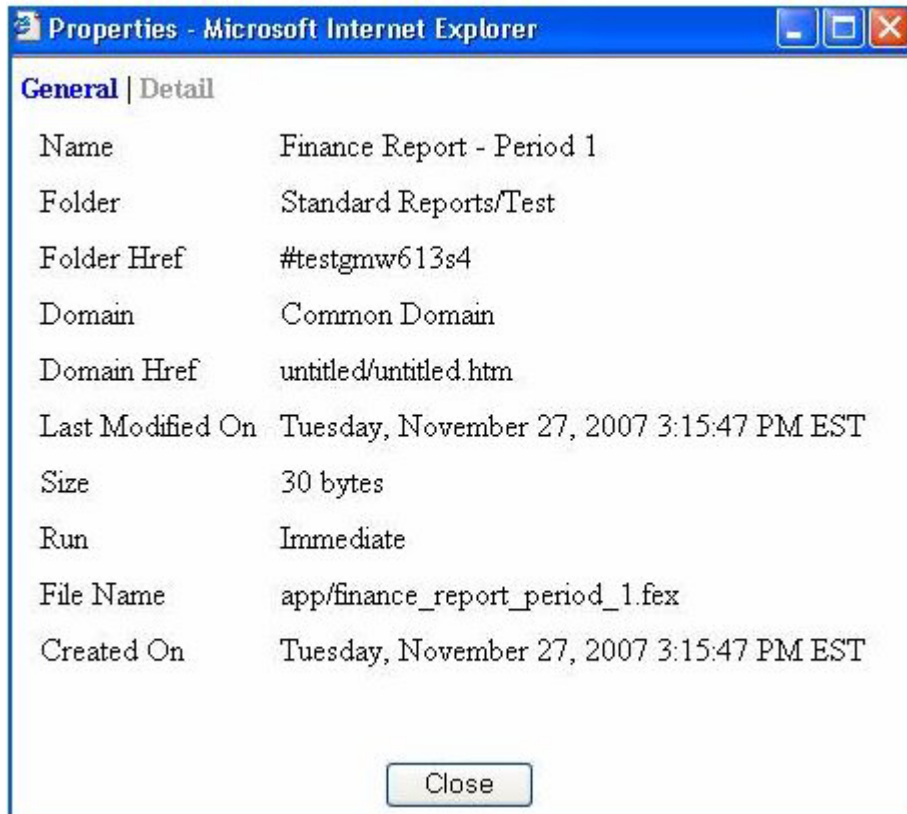 Properties - Microsoft Internet Explorer
General | Detail
Name Finance Report - Period 1
Folder Standard Reports/Test
Folder Href #testgmw613s4
Domain Common Domain
Domain Href untitled/untitled.htm
Last Modified On Tuesday, November 27, 2007 3:15:47 PM EST
Size 30 bytes
Run Immediate
File Name app/finance_report_period_1.fex
Created On Tuesday, November 27, 2007 3:15:47 PM EST
Close